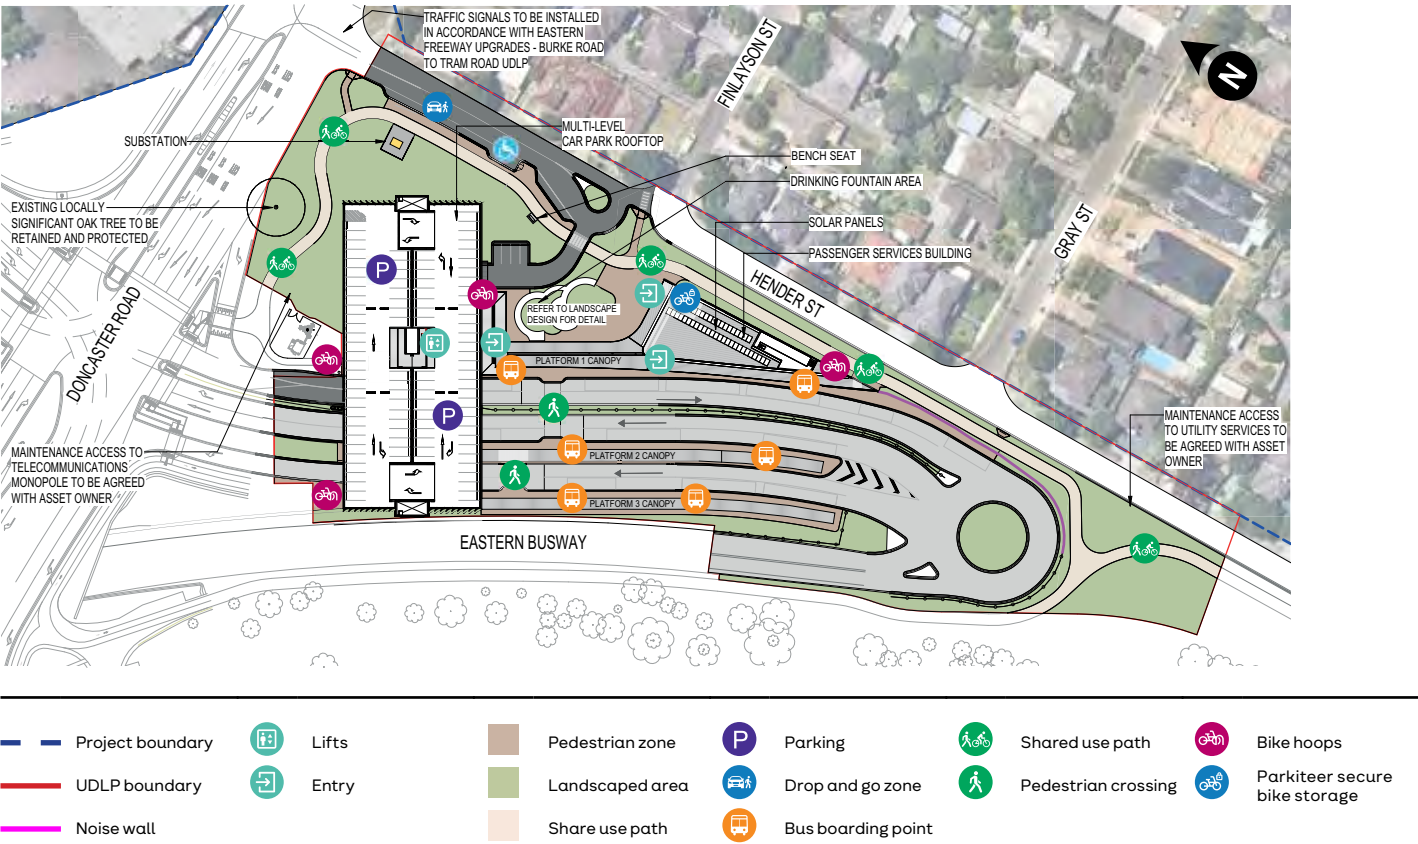 TRAFFIC SIGNALS TO BE INSTALLED
IN ACCORDANCE WITH EASTERN
FREEWAY UPGRADES - BURKE ROAD
TO TRAM ROAD UDLP
FINLAYSON ST
N
SUBSTATION
MULTI-LEVEL
CAR PARK ROOFTOP
BENCH SEAT
DRINKING FOUNTAIN AREA
EXISTING LOCALLY
SIGNIFICANT OAK TREE TO BE
RETAINED AND PROTECTED
SOLAR PANELS
GRAY ST
PASSENGER SERVICES BUILDING
P
HENDER ST
REFER TO LANDSCAPE
DESIGN FOR DETAIL
DONCASTER ROAD
PLATFORM 1 CANOPY
P
MAINTENANCE ACCESS
TO UTILITY SERVICES TO
BE AGREED WITH ASSET
OWNER
MAINTENANCE ACCESS TO
TELECOMMUNICATIONS
MONOPOLE TO BE AGREED
WITH ASSET OWNER
PLATFORM 2 CANOPY
PLATFORM 3 CANOPY
EASTERN BUSWAY
Project boundary
Lifts
Pedestrian zone
P
Parking
Shared use path
Bike hoops
UDLP boundary
Entry
Landscaped area
Drop and go zone
Pedestrian crossing
Parkiteer secure
bike storage
Noise wall
Share use path
Bus boarding point